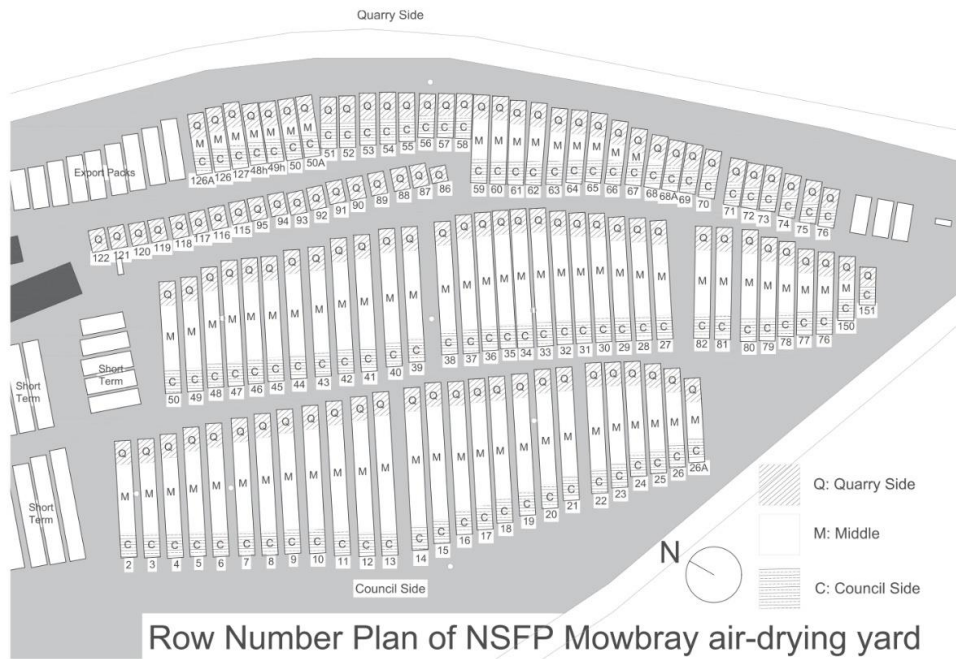 Quarry Side
Export Packs
Q Q Q Q Q Q Q Q Q Q Q Q Q Q Q Q Q Q Q Q Q Q Q Q Q Q Q Q Q Q Q Q Q Q
M M M M M M M M M M M M M M M M
C C C C C C C C C C C C C C C C C C C C C C C C C C C C C C C C C C
126A 126 127 48h 49h 50 50A 51 52 53 54 55 56 57 58 59 60 61 62 63 64 65 66 67 68 68A 69 70 71 72 73 74 75 76
Q Q Q Q Q Q Q Q Q Q Q Q Q Q Q Q Q
122 121 120 119 118 117 116 115 95 94 93 92 91 90 89 88 87 86
Q Q Q Q Q Q Q Q Q Q Q Q Q Q Q Q Q Q Q Q Q Q Q Q Q Q Q Q Q Q Q Q
M M M M M M M M M M M M M M M M M M M M M M M M M M M M M M M
C C C C C C C C C C C C C C C C C C C C C C C C C C C C C C C C
50 49 48 47 46 45 44 43 42 41 40 39 38 37 36 35 34 33 32 31 30 29 28 27 82 81 80 79 78 77 76 150 151
Short
Term
Short
Term
Q Q Q Q Q Q Q Q Q Q Q Q Q Q Q Q Q Q Q Q Q Q Q Q Q Q
M M M M M M M M M M M M M M M M M M M M M M M M M M
C C C C C C C C C C C C C C C C C C C C C C C C C C
2 3 4 5 6 7 8 9 10 11 12 13 14 15 16 17 18 19 20 21 22 23 24 25 26 26A
Short
Term
Council Side
N
Q: Quarry Side
M: Middle
C: Council Side
Row Number Plan of NSFP Mowbray air-drying yard